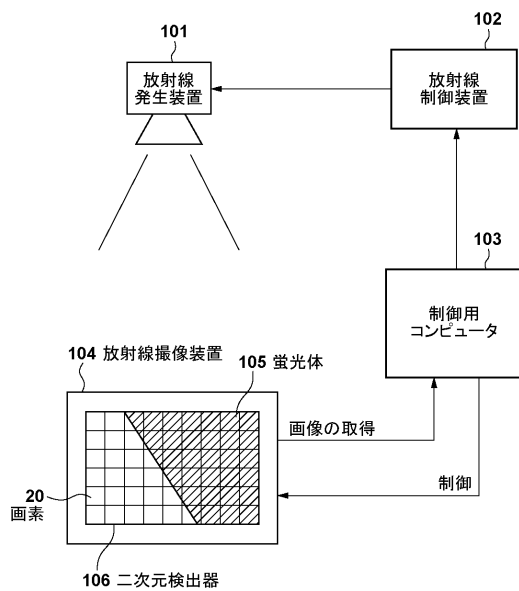 101
放射線
発生装置
102
放射線
制御装置
103
制御用
コンピュータ
104 放射線撮像装置
105 蛍光体
画像の取得
制御
20
画素
106 二次元検出器